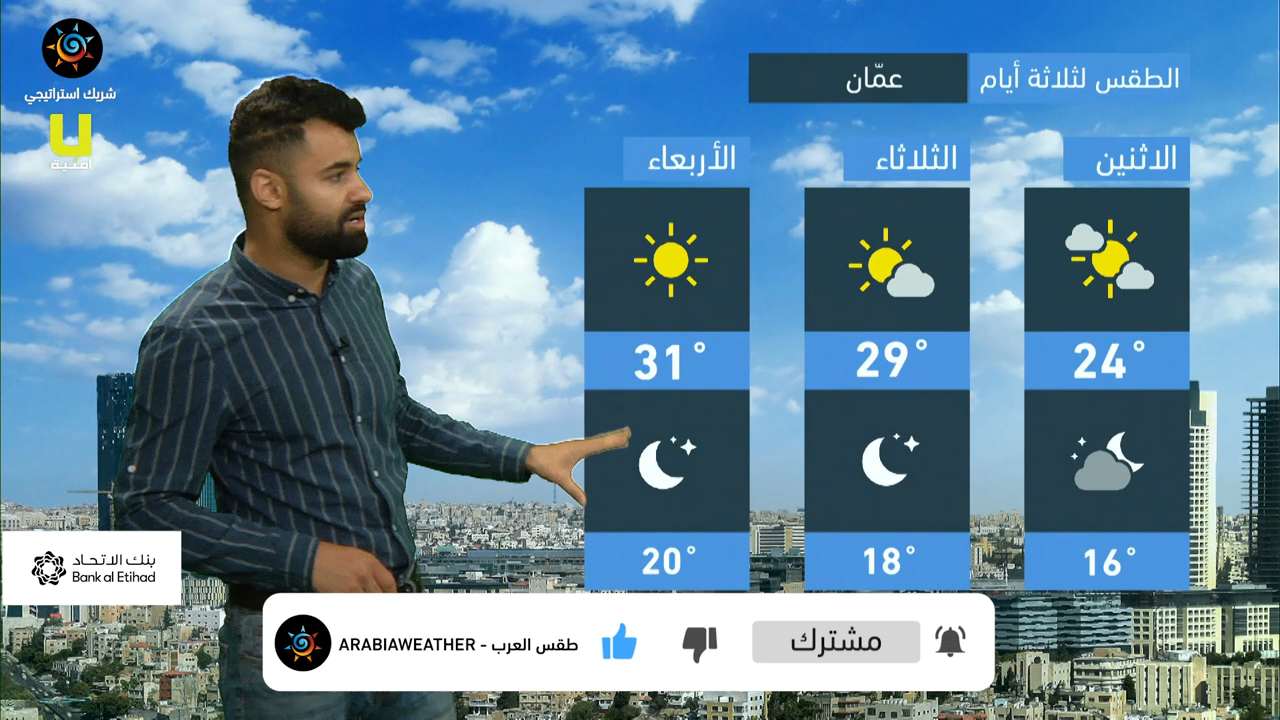 شريك استراتيجي
امنية
الطقس لثلاثة أيام
عمّان
الاثنين
الثلاثاء
الأربعاء
24°
29°
31°
16°
18°
20°
بنك الاتحاد
Bank al Etihad
طقس العرب - ARABIAWEATHER
مشترك